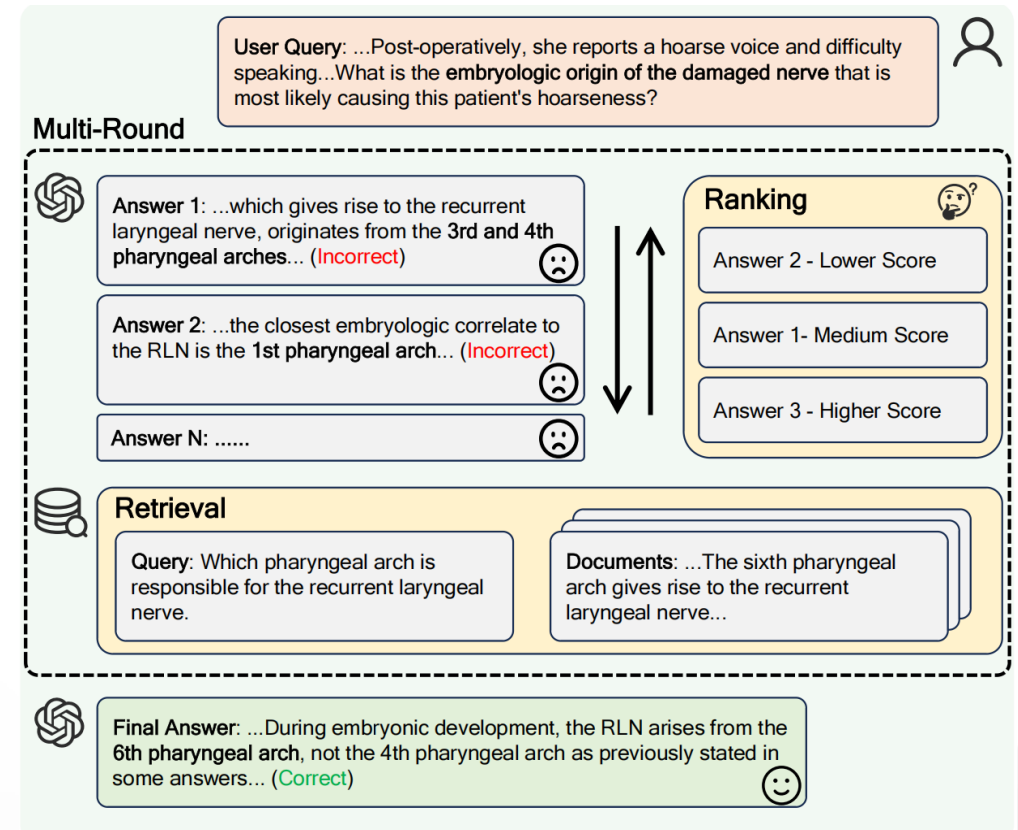 User Query: ...Post-operatively, she reports a hoarse voice and difficulty
speaking...What is the embryologic origin of the damaged nerve that is
most likely causing this patient's hoarseness?
Multi-Round
Answer 1: ...which gives rise to the recurrent
laryngeal nerve, originates from the 3rd and 4th
pharyngeal arches... (Incorrect)
Answer 2: ...the closest embryologic correlate to
the RLN is the 1st pharyngeal arch... (Incorrect)
Answer N: ......
Ranking
?
Answer 2 - Lower Score
Answer 1- Medium Score
Answer 3 - Higher Score
Retrieval
Query: Which pharyngeal arch is
responsible for the recurrent laryngeal
nerve.
Documents: ...The sixth pharyngeal
arch gives rise to the recurrent
laryngeal nerve...
Final Answer: ...During embryonic development, the RLN arises from the
6th pharyngeal arch, not the 4th pharyngeal arch as previously stated in
some answers... (Correct)